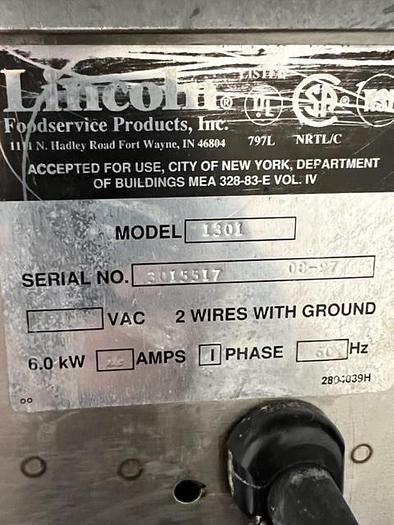 Lincoln®
LISTED
UL
SA®
Foodservice Products, Inc.
1111 N. Hadley Road Fort Wayne, IN 46804
797L
NRTL/C
ACCEPTED FOR USE, CITY OF NEW YORK, DEPARTMENT
OF BUILDINGS MEA 328-83-E VOL. IV
MODEL 1301
SERIAL NO. 3015517 08-97
VAC 2 WIRES WITH GROUND
6.0 kW AMPS 1 PHASE 60 Hz
2804039H